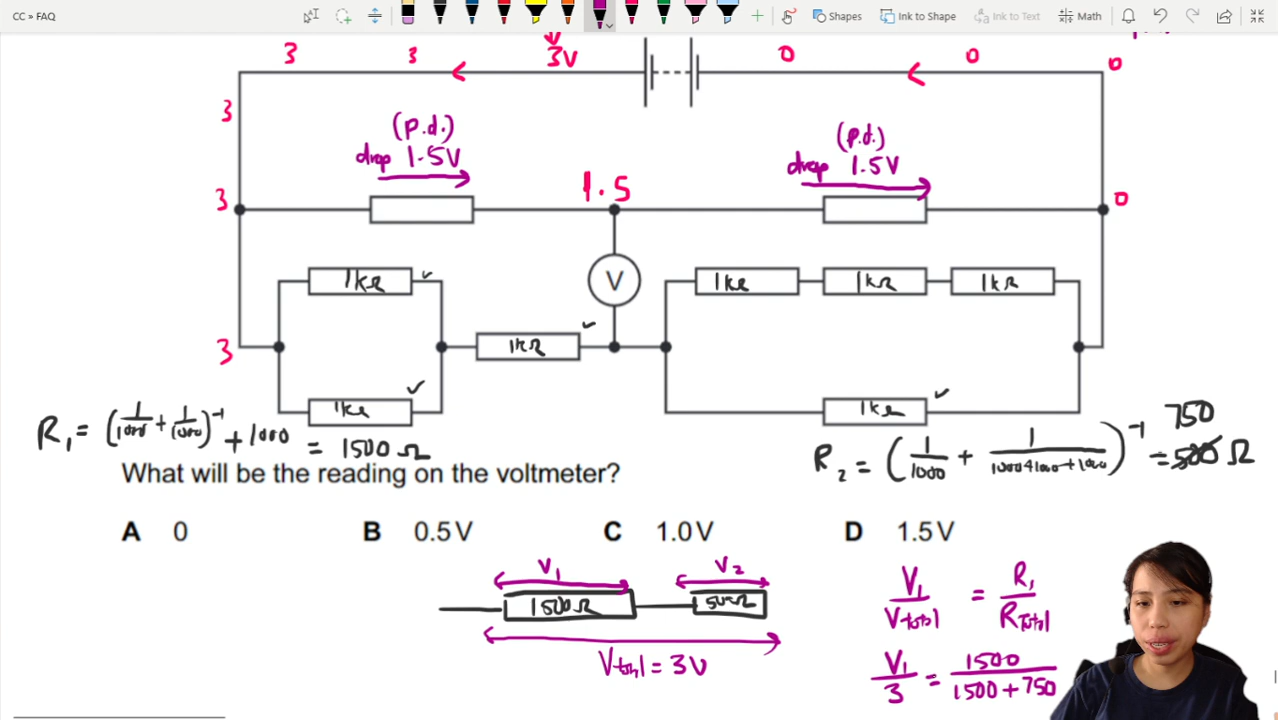 CC » FAQ
Shapes
Ink to Shape
Ink to Text
Math
3 3 3V 0 0 0
3
(p.d.)
drop 1.5V
(p.d.)
drop 1.5V
3 1.5 0
1kΩ V 1kΩ 1kΩ 1kΩ
3 1kΩ
1kΩ 1kΩ
R₁ = (1/1000 + 1/1000)⁻¹ + 1000 = 1500 Ω
R₂ = (1/1000 + 1/1000+1000+1000)⁻¹ = 500 750 Ω
What will be the reading on the voltmeter?
A 0 B 0.5 V C 1.0 V D 1.5 V
V₁ V₂
1500Ω 500Ω
Vtotal = 3V
V₁/Vtotal = R₁/RTotal
V₁/3 = 1500/1500+750